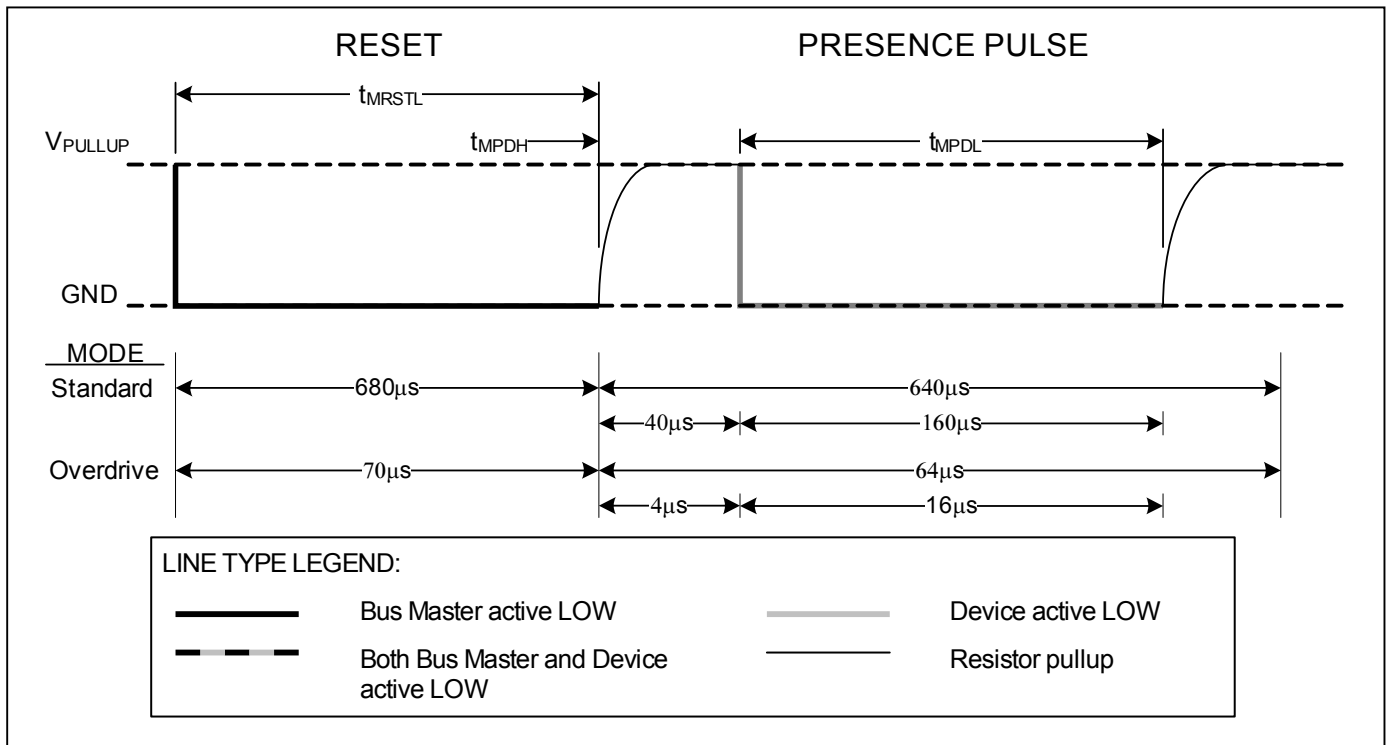 RESET PRESENCE PULSE
tMRSTL
VPULLUP tMPDH tMPDL
GND
MODE
Standard 680µs 640µs
40µs 160µs
Overdrive 70µs 64µs
4µs 16µs
LINE TYPE LEGEND:
Bus Master active LOW Device active LOW
Both Bus Master and Device Resistor pullup
active LOW